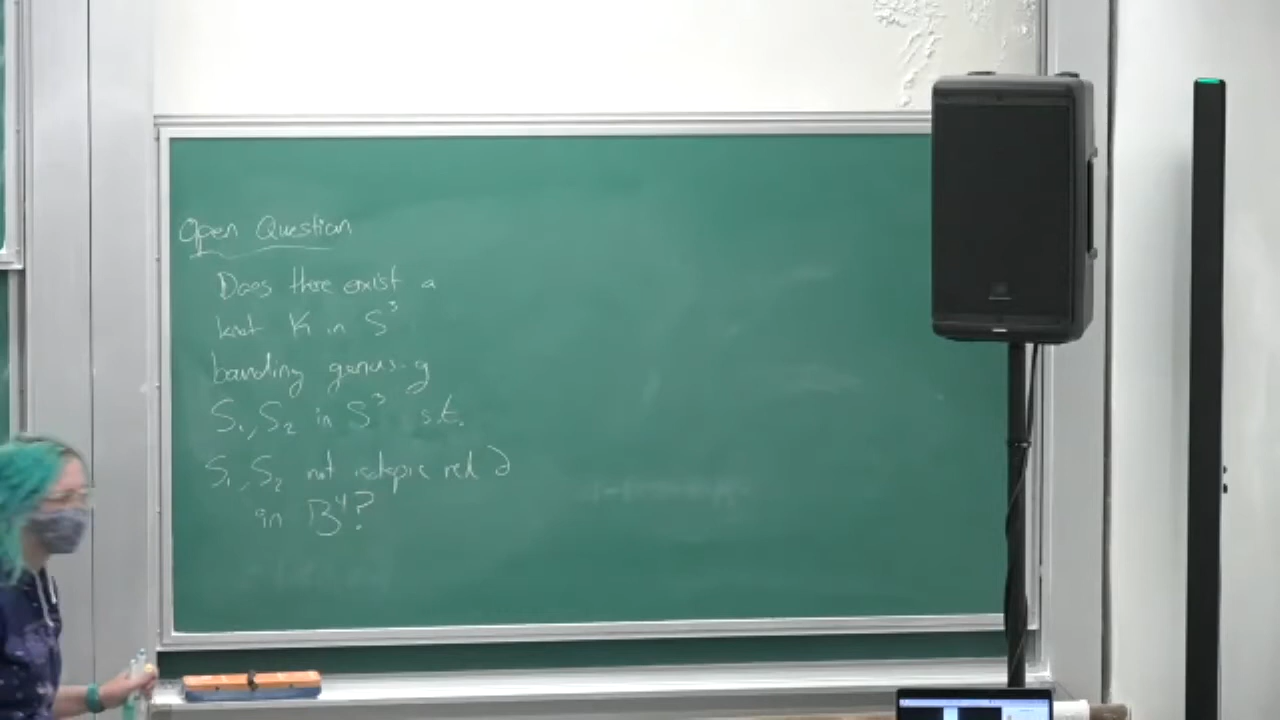 Open Question
Does there exist a
knot K in S³
bounding genus-g
S₁, S₂ in S³ s.t.
S₁, S₂ not isotopic rel ∂
in B⁴?